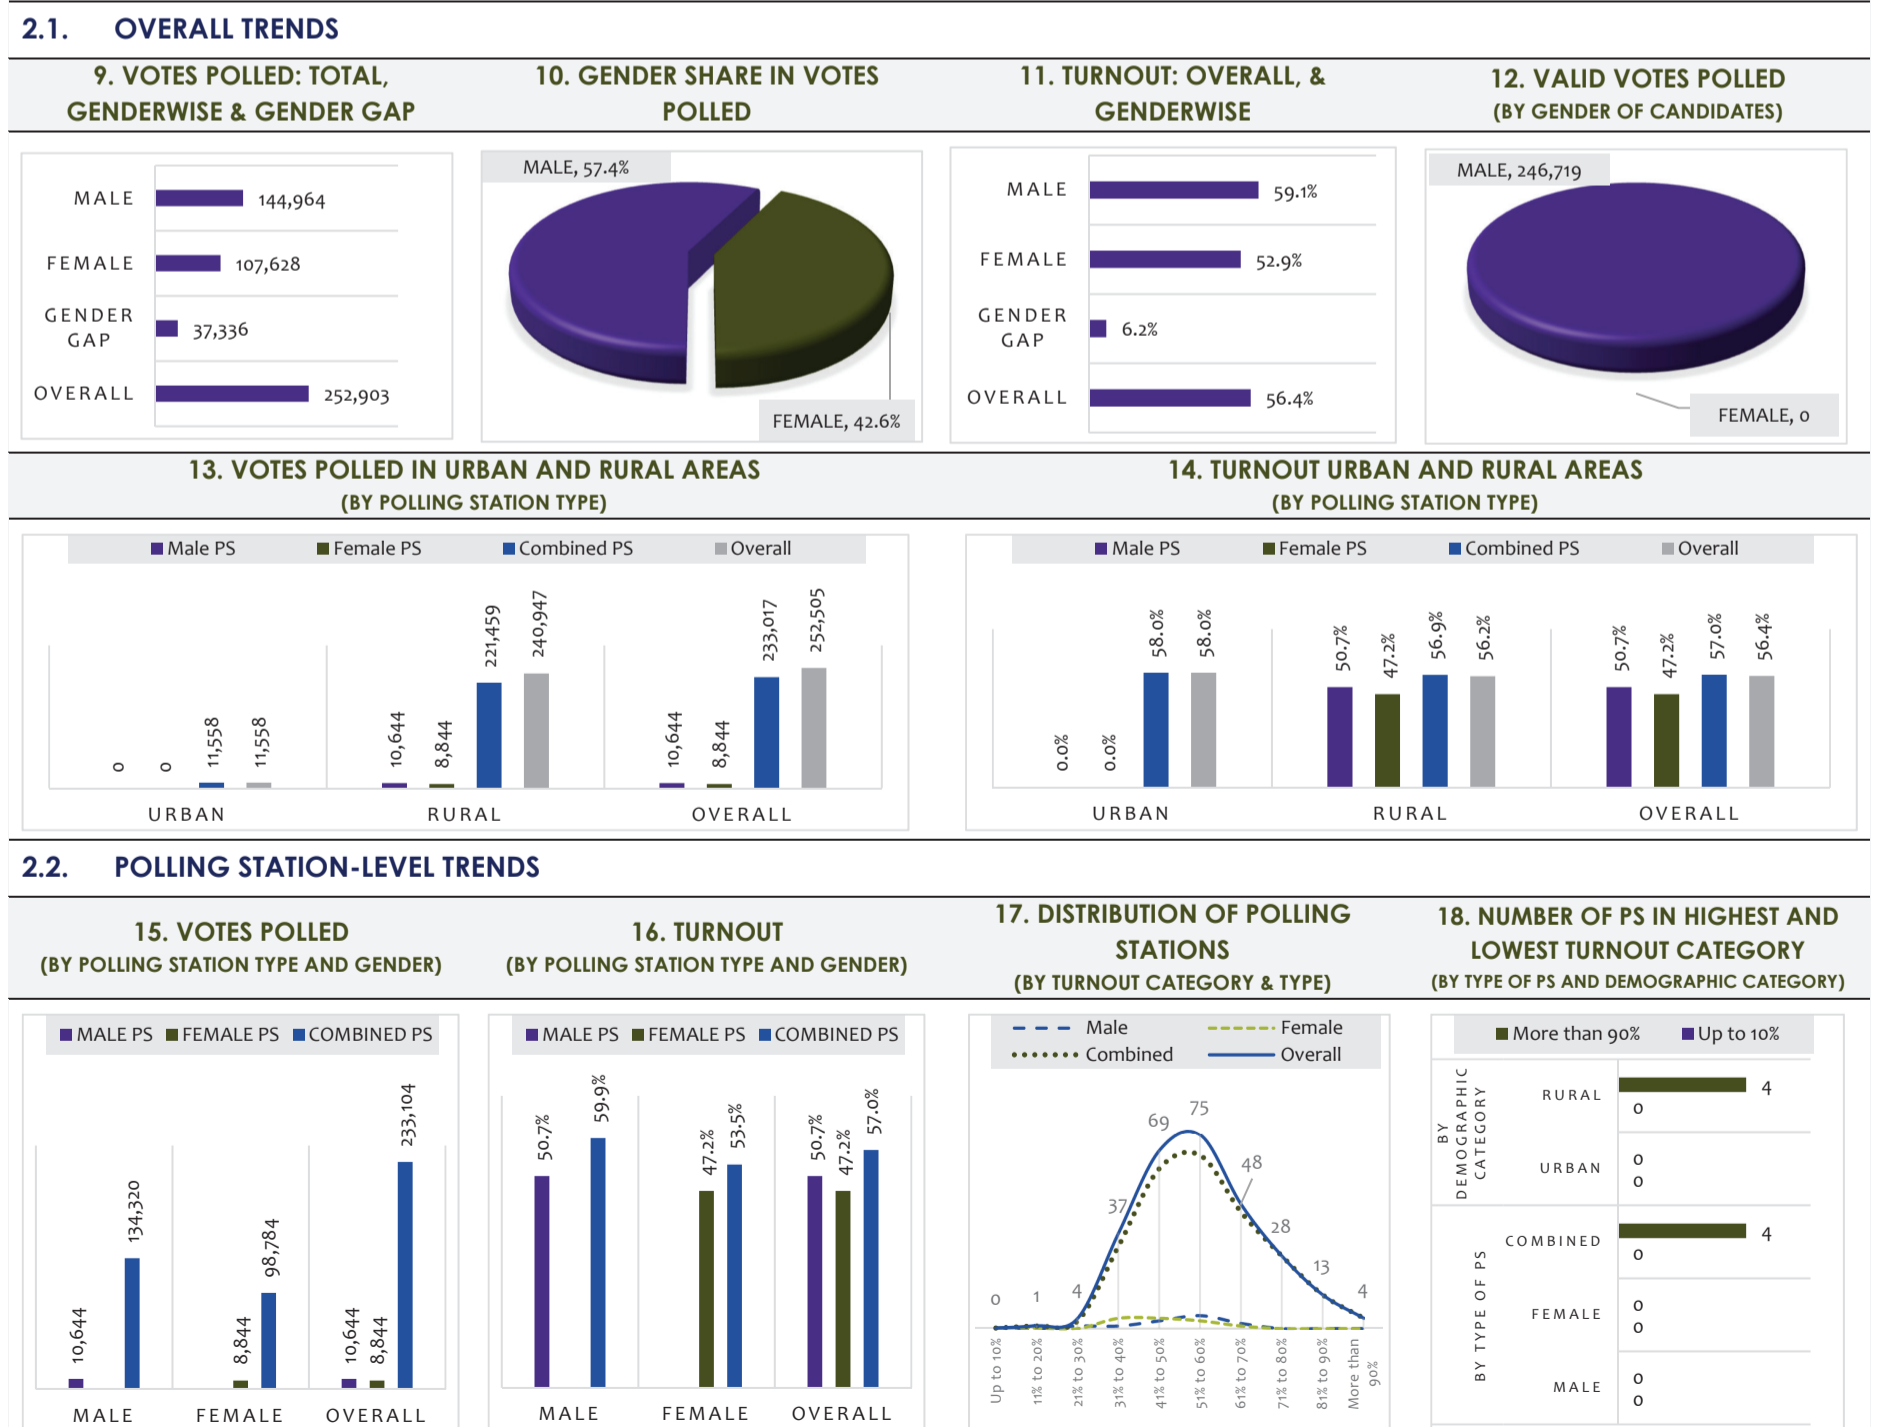 2.1. OVERALL TRENDS
9. VOTES POLLED: TOTAL,
GENDERWISE & GENDER GAP
10. GENDER SHARE IN VOTES
POLLED
11. TURNOUT: OVERALL, &
GENDERWISE
12. VALID VOTES POLLED
(BY GENDER OF CANDIDATES)
MALE 144,964
FEMALE 107,628
GENDER
GAP 37,336
OVERALL 252,903
MALE, 57.4%
FEMALE, 42.6%
MALE 59.1%
FEMALE 52.9%
GENDER
GAP 6.2%
OVERALL 56.4%
MALE, 246,719
FEMALE, 0
13. VOTES POLLED IN URBAN AND RURAL AREAS
(BY POLLING STATION TYPE)
14. TURNOUT URBAN AND RURAL AREAS
(BY POLLING STATION TYPE)
Male PS Female PS Combined PS Overall
0 0 11,558 11,558
10,644 8,844 221,459 240,947
10,644 8,844 233,017 252,505
URBAN RURAL OVERALL
Male PS Female PS Combined PS Overall
0.0% 0.0% 58.0% 58.0%
50.7% 47.2% 56.9% 56.2%
50.7% 47.2% 57.0% 56.4%
URBAN RURAL OVERALL
2.2. POLLING STATION-LEVEL TRENDS
15. VOTES POLLED
(BY POLLING STATION TYPE AND GENDER)
16. TURNOUT
(BY POLLING STATION TYPE AND GENDER)
17. DISTRIBUTION OF POLLING
STATIONS
(BY TURNOUT CATEGORY & TYPE)
18. NUMBER OF PS IN HIGHEST AND
LOWEST TURNOUT CATEGORY
(BY TYPE OF PS AND DEMOGRAPHIC CATEGORY)
MALE PS FEMALE PS COMBINED PS
10,644 134,320
8,844 98,784
10,644 8,844 233,104
MALE FEMALE OVERALL
MALE PS FEMALE PS COMBINED PS
50.7% 59.9%
47.2% 53.5%
50.7% 47.2% 57.0%
MALE FEMALE OVERALL
Male Female
Combined Overall
0 1 4 37 69 75 48 28 13 4
Up to 10%
11% to 20%
21% to 30%
31% to 40%
41% to 50%
51% to 60%
61% to 70%
71% to 80%
81% to 90%
More than
90%
More than 90% Up to 10%
BY
DEMOGRAPHIC
CATEGORY
RURAL 4
0
URBAN 0
0
BY TYPE OF PS
COMBINED 4
0
FEMALE 0
0
MALE 0
0